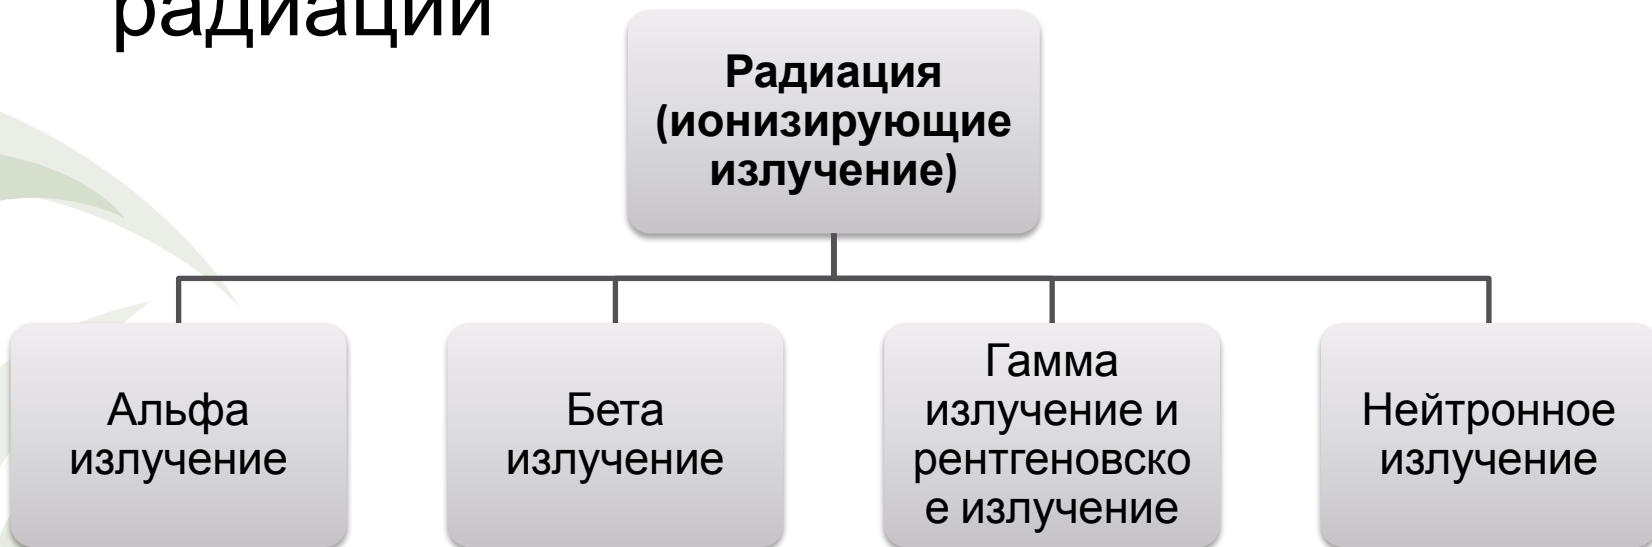 радиации
Радиация
(ионизирующие
излучение)
Альфа
излучение
Бета
излучение
Гамма
излучение и
рентгеновско
е излучение
Нейтронное
излучение